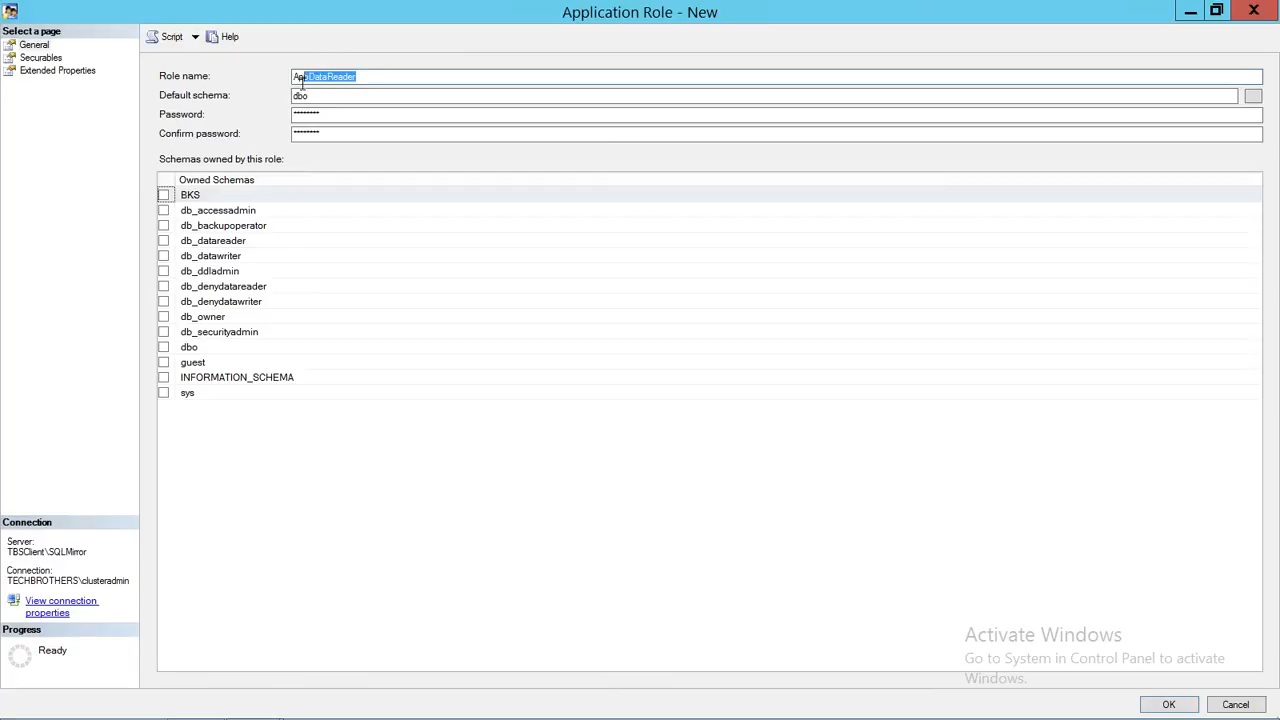 Application Role - New
Select a page
General
Securables
Extended Properties
Script
Help
Role name:
AppDataReader
Default schema:
dbo
Password:
********
Confirm password:
********
Schemas owned by this role:
Owned Schemas
BKS
db_accessadmin
db_backupoperator
db_datareader
db_datawriter
db_ddladmin
db_denydatareader
db_denydatawriter
db_owner
db_securityadmin
dbo
guest
INFORMATION_SCHEMA
sys
Connection
Server:
TBSClient\SQLMirror
Connection:
TECHBROTHERS\clusteradmin
View connection
properties
Progress
Ready
Activate Windows
Go to System in Control Panel to activate
Windows.
OK
Cancel